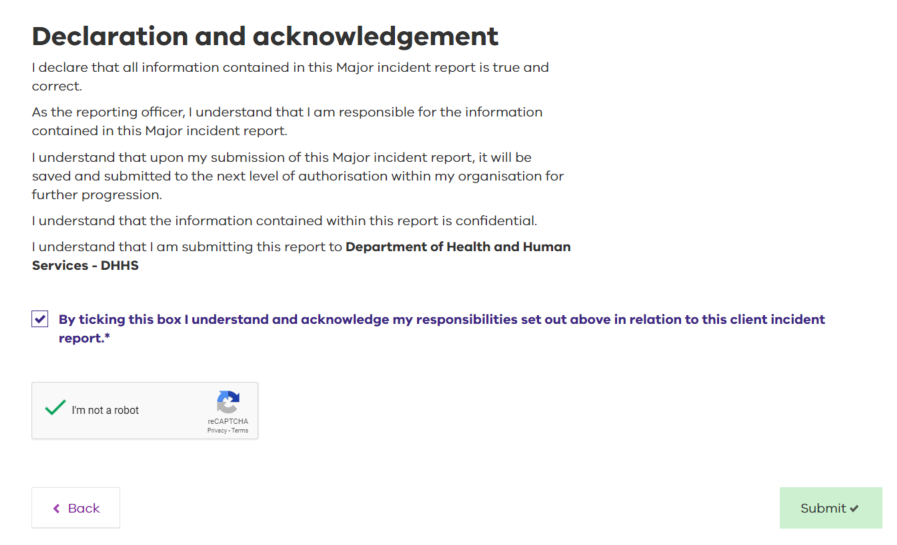 Declaration and acknowledgement
I declare that all information contained in this Major incident report is true and
correct.
As the reporting officer, I understand that I am responsible for the information
contained in this Major incident report.
I understand that upon my submission of this Major incident report, it will be
saved and submitted to the next level of authorisation within my organisation for
further progression.
I understand that the information contained within this report is confidential.
I understand that I am submitting this report to Department of Health and Human
Services - DHHS
By ticking this box I understand and acknowledge my responsibilities set out above in relation to this client incident
report.*
I'm not a robot
reCAPTCHA
Privacy - Terms
Back
Submit